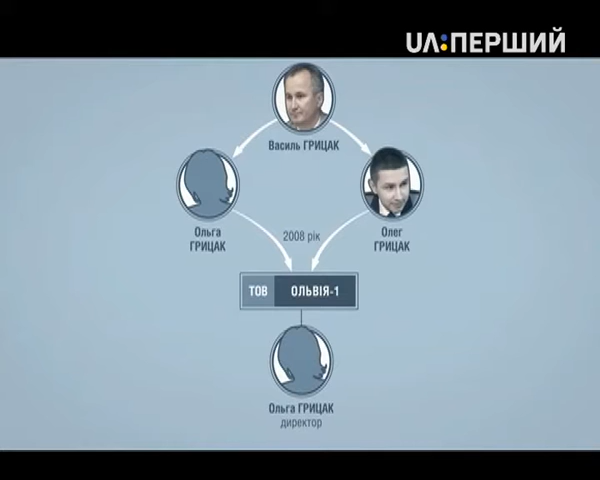 UA:ПЕРШИЙ
Василь ГРИЦАК
Ольга
ГРИЦАК
2008 рік
Олег
ГРИЦАК
ТОВ ОЛЬВІЯ-1
Ольга ГРИЦАК
директор